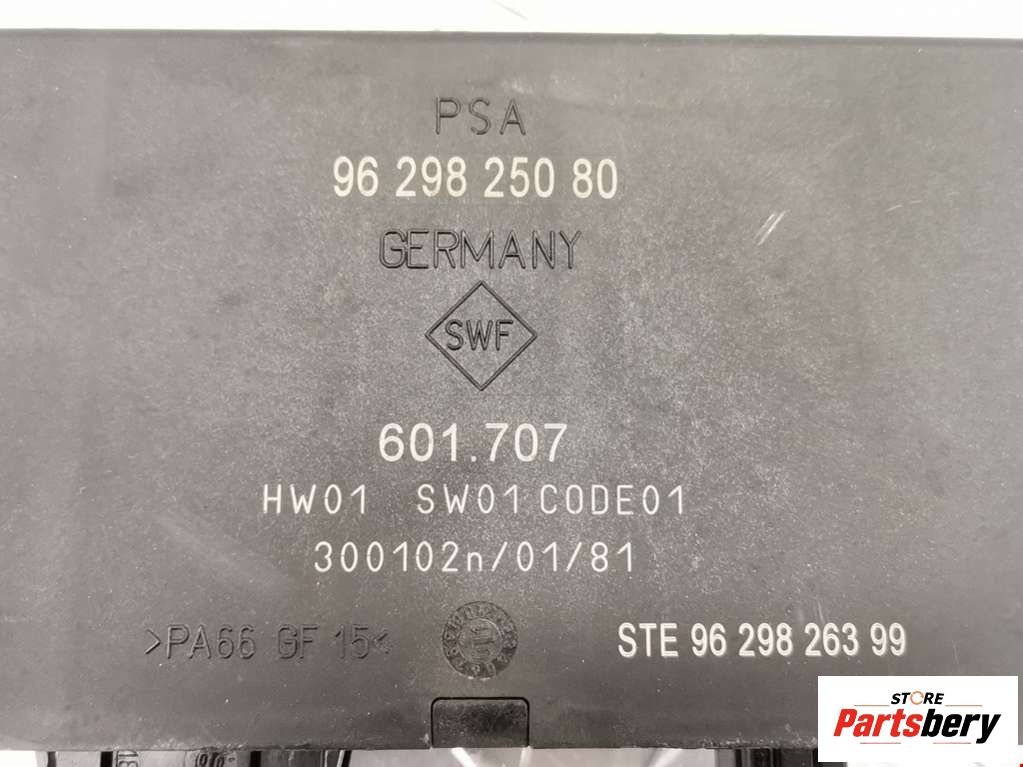 PSA
96 298 250 80
GERMANY
SWF
601.707
HW01 SW01 CODE01
300102n/01/81
>PA66 GF 15<
STE 96 298 263 99
STORE
Partsbery